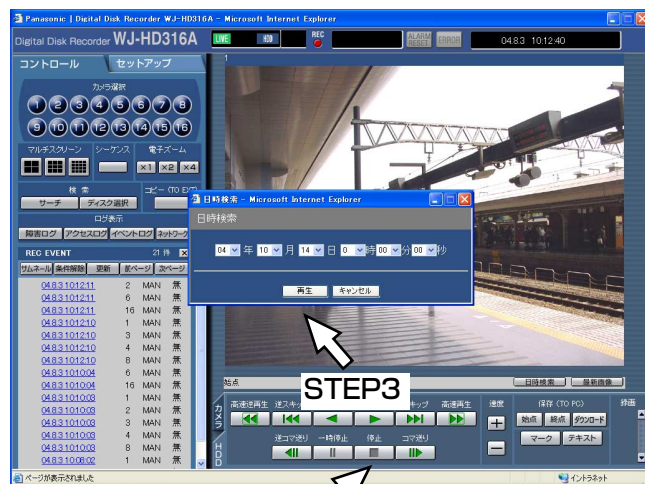 Panasonic | Digital Disk Recorder WJ-HD316A - Microsoft Internet Explorer
Digital Disk Recorder WJ-HD316A
LIVE HDD REC ALARM RESET ERROR 04.8.3 10:12:40
コントロール セットアップ
1
カメラ選択
1 2 3 4 5 6 7 8
9 10 11 12 13 14 15 16
マルチスクリーン シーケンス 電子ズーム
×1 ×2 ×4
検索 コピー (TO EXT)
サーチ ディスク選択
ログ表示
障害ログ アクセスログ イベントログ ネットワーク
日時検索 - Microsoft Internet Explorer
日時検索
04 年 10 月 14 日 0 時 00 分 00 秒
再生 キャンセル
REC EVENT 21 件
サムネール 条件解除 更新 前ページ 次ページ
04.8.3 10:12:11 2 MAN 無
04.8.3 10:12:11 6 MAN 無
04.8.3 10:12:11 16 MAN 無
04.8.3 10:12:10 1 MAN 無
04.8.3 10:12:10 3 MAN 無
04.8.3 10:12:10 4 MAN 無
04.8.3 10:12:10 8 MAN 無
04.8.3 10:10:04 6 MAN 無
04.8.3 10:10:04 16 MAN 無
04.8.3 10:10:03 1 MAN 無
04.8.3 10:10:03 2 MAN 無
04.8.3 10:10:03 3 MAN 無
04.8.3 10:10:03 4 MAN 無
04.8.3 10:10:03 8 MAN 無
04.8.3 10:08:02 1 MAN 無
STEP3
始点 日時検索 最新画像
カメラ
HDD
高速逆再生 逆スキップ スキップ 高速再生 速度 保存 (TO PC) 録画
始点 終点 ダウンロード
逆コマ送り 一時停止 停止 コマ送り
マーク テキスト
ページが表示されました
イントラネット